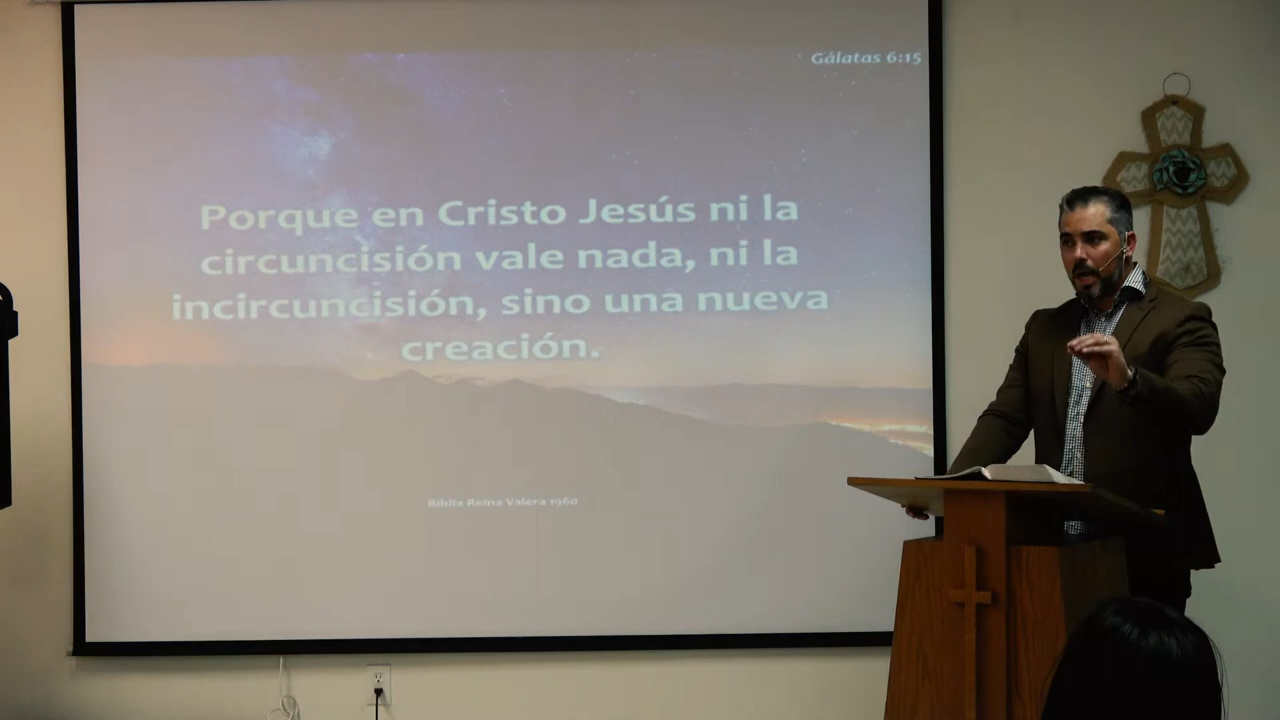 Gálatas 6:15
Porque en Cristo Jesús ni la
circuncisión vale nada, ni la
incircuncisión, sino una nueva
creación.
Biblia Reina Valera 1960